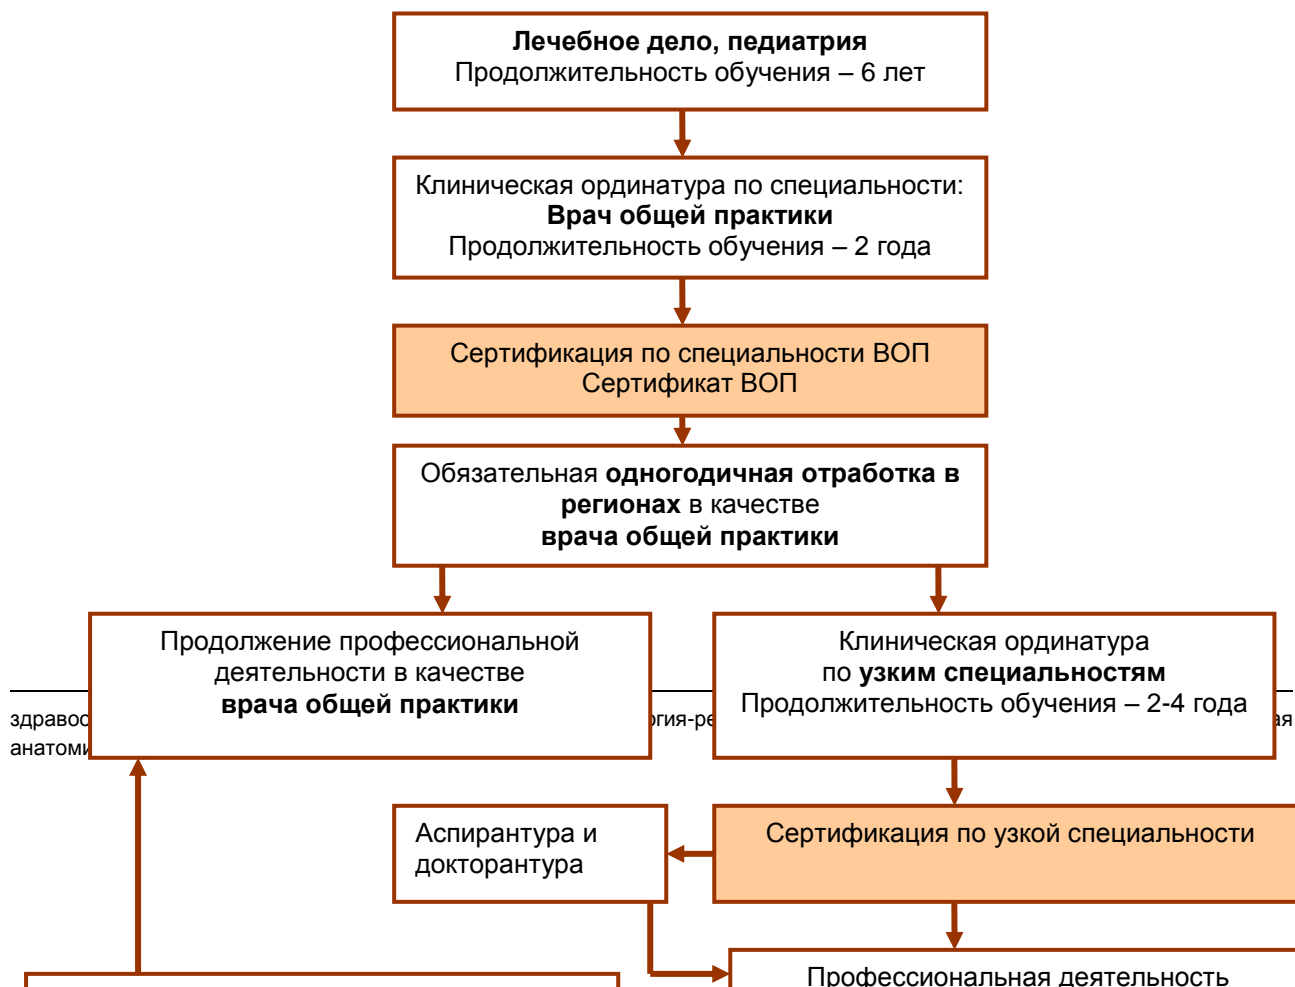 Лечебное дело, педиатрия
Продолжительность обучения – 6 лет
Клиническая ординатура по специальности:
Врач общей практики
Продолжительность обучения – 2 года
Сертификация по специальности ВОП
Сертификат ВОП
Обязательная одногодичная отработка в
регионах в качестве
врача общей практики
Продолжение профессиональной
деятельности в качестве
врача общей практики
Клиническая ординатура
по узким специальностям
Продолжительность обучения – 2-4 года
Аспирантура и
докторантура
Сертификация по узкой специальности
Профессиональная деятельность